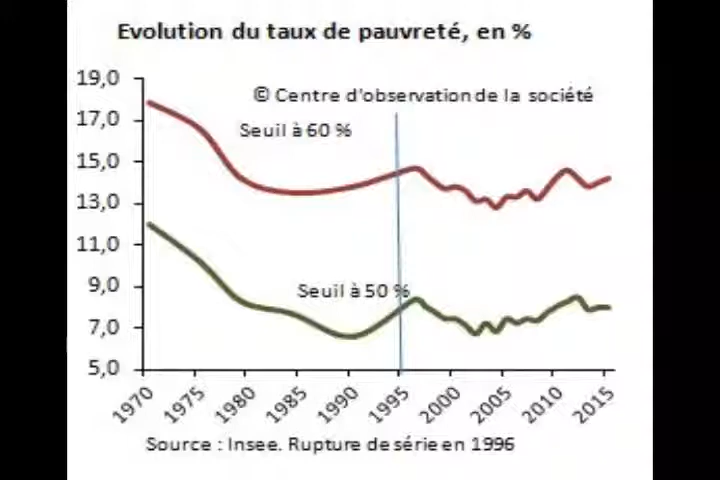 Evolution du taux de pauvreté, en %
© Centre d'observation de la société
Seuil à 60 %
Seuil à 50 %
19,0
17,0
15,0
13,0
11,0
9,0
7,0
5,0
1970 1975 1980 1985 1990 1995 2000 2005 2010 2015
Source : Insee. Rupture de série en 1996